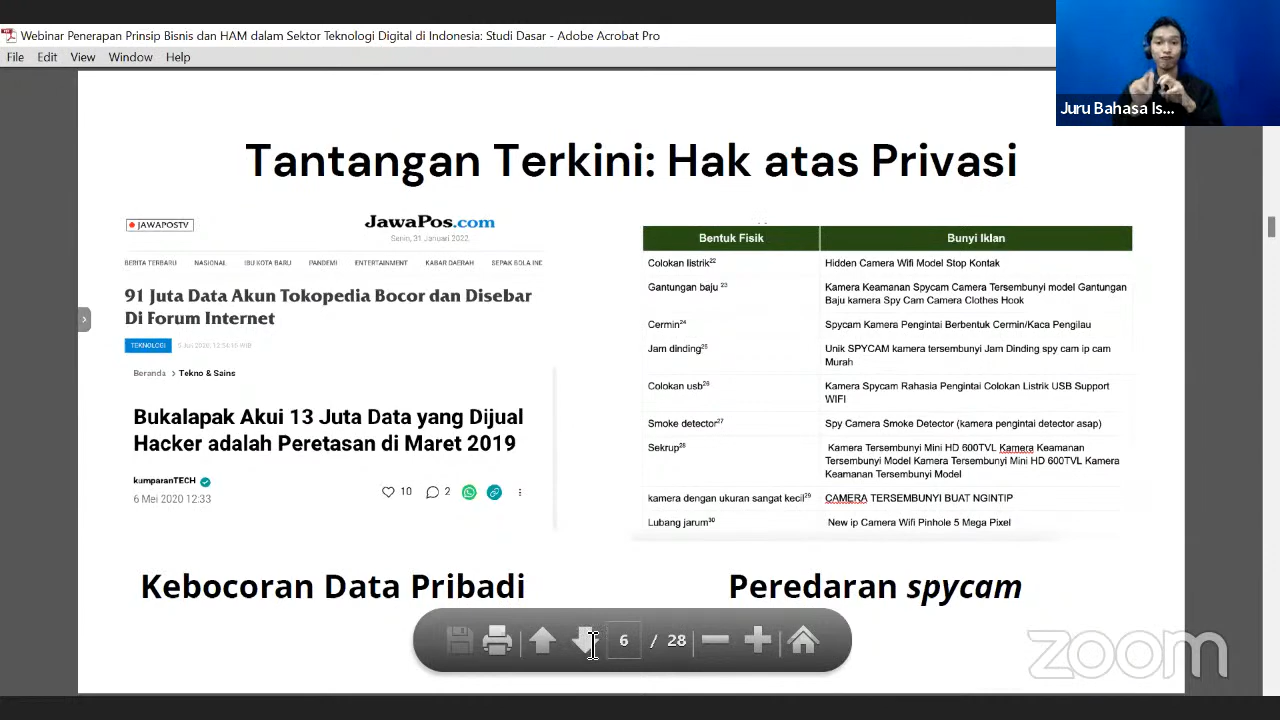 Webinar Penerapan Prinsip Bisnis dan HAM dalam Sektor Teknologi Digital di Indonesia: Studi Dasar - Adobe Acrobat Pro
File Edit View Window Help
Juru Bahasa Is...
Tantangan Terkini: Hak atas Privasi
JAWAPOSTV
JawaPos.com
Senin, 31 Januari 2022
BERITA TERBARU NASIONAL IBU KOTA BARU PANDEMI ENTERTAINMENT KABAR DAERAH SEPAK BOLA INE
91 Juta Data Akun Tokopedia Bocor dan Disebar
Di Forum Internet
TEKNOLOGI
Beranda > Tekno & Sains
Bukalapak Akui 13 Juta Data yang Dijual
Hacker adalah Peretasan di Maret 2019
kumparanTECH
6 Mei 2020 12:33
10 2
Kebocoran Data Pribadi
Bentuk Fisik Bunyi Iklan
Colokan listrik22 Hidden Camera Wifi Model Stop Kontak
Gantungan baju 23 Kamera Keamanan Spycam Camera Tersembunyi model Gantungan
Baju kamera Spy Cam Camera Clothes Hook
Cermin24 Spycam Kamera Pengintai Berbentuk Cermin/Kaca Pengilau
Jam dinding25 Unik SPYCAM kamera tersembunyi Jam Dinding spy cam ip cam
Murah
Colokan usb26 Kamera Spycam Rahasia Pengintai Colokan Listrik USB Support
WIFI
Smoke detector27 Spy Camera Smoke Detector (kamera pengintai detector asap)
Sekrup28 Kamera Tersembunyi Mini HD 600TVL Kamera Keamanan
Tersembunyi Model Kamera Tersembunyi Mini HD 600TVL Kamera
Keamanan Tersembunyi Model
kamera dengan ukuran sangat kecil29 CAMERA TERSEMBUNYI BUAT NGINTIP
Lubang jarum30 New ip Camera Wifi Pinhole 5 Mega Pixel
Peredaran spycam
6 / 28
zoom